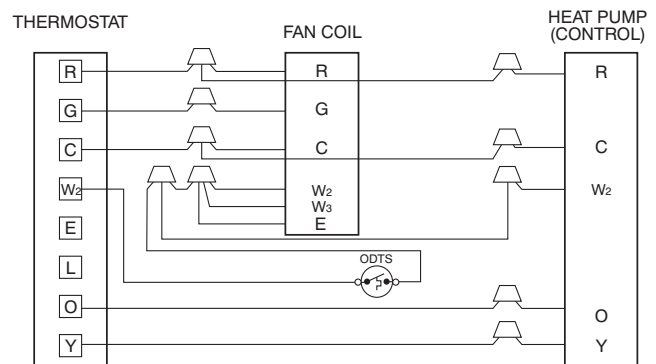 THERMOSTAT
FAN COIL
HEAT PUMP
(CONTROL)
R
R
R
G
G
C
C
C
W2
W2
W2
W3
E
E
L
ODTS
O
O
Y
Y